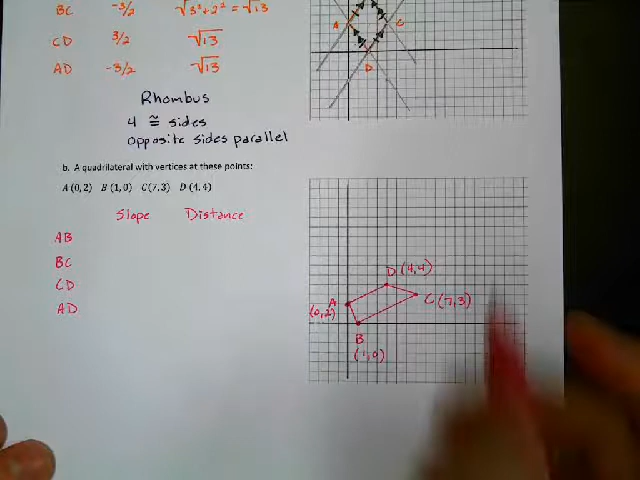 BC -3/2 √3²+2² = √13
CD 3/2 √13
AD -3/2 √13
A C
D
Rhombus
4 ≅ sides
opposite sides parallel
b. A quadrilateral with vertices at these points:
A (0, 2) B (1, 0) C(7, 3) D (4, 4)
Slope Distance
AB
BC
CD
AD
D (4,4)
A
(0,2)
C (7,3)
B
(1,0)